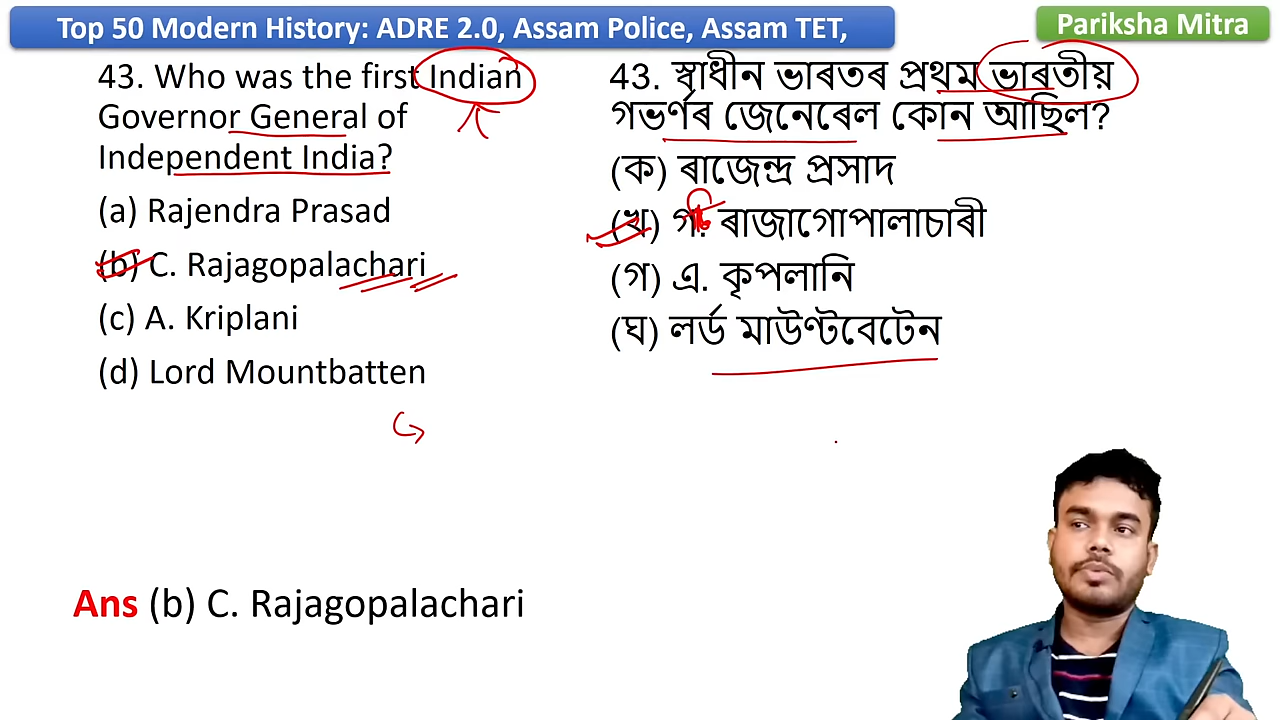 Top 50 Modern History: ADRE 2.0, Assam Police, Assam TET,
Pariksha Mitra
43. Who was the first Indian
Governor General of
Independent India?
(a) Rajendra Prasad
(b) C. Rajagopalachari
(c) A. Kriplani
(d) Lord Mountbatten
43. স্বাধীন ভাৰতৰ প্ৰথম ভাৰতীয়
গভৰ্ণৰ জেনেৰেল কোন আছিল?
(ক) ৰাজেন্দ্ৰ প্ৰসাদ
(খ) ৰাজাগোপালাচাৰী
(গ) এ. কৃপলানি
(ঘ) লৰ্ড মাউণ্টবেটেন
Ans (b) C. Rajagopalachari